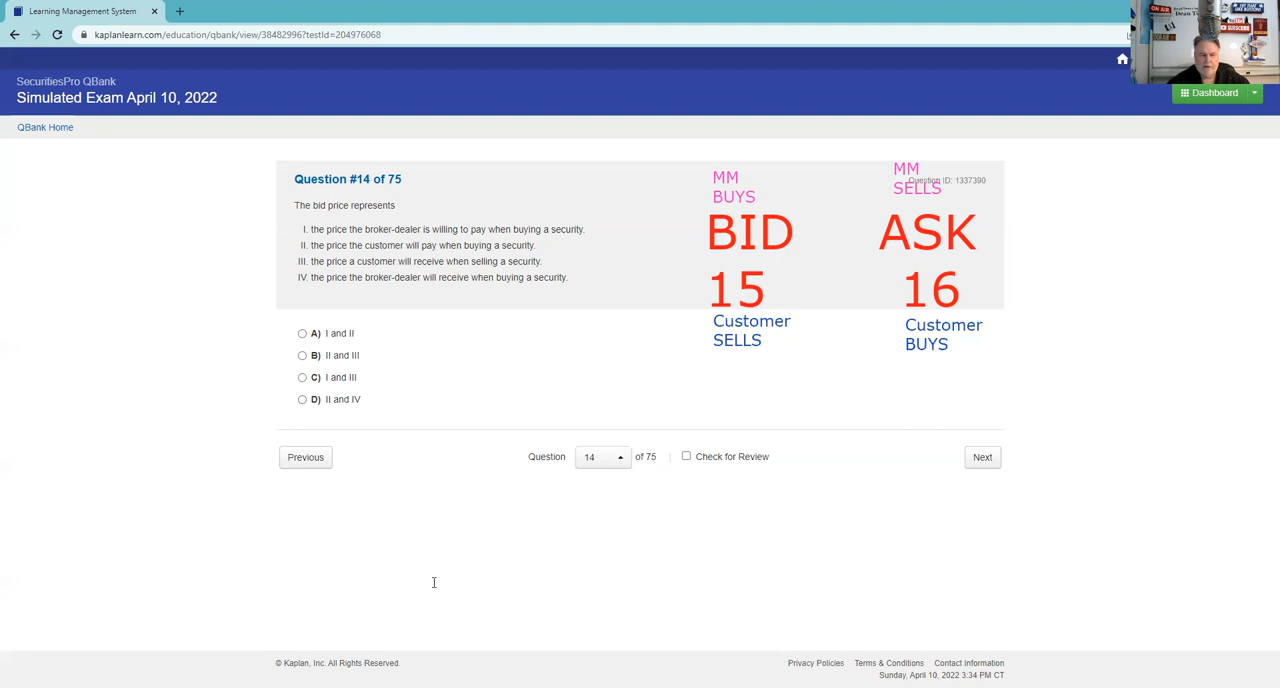 Learning Management System
kaplanlearn.com/education/qbank/view/38482996?testId=204976068
ON AIR
SecuritiesPro QBank
Simulated Exam April 10, 2022
Dashboard
QBank Home
Question #14 of 75
Question ID: 1337390
The bid price represents
I. the price the broker-dealer is willing to pay when buying a security.
II. the price the customer will pay when buying a security.
III. the price a customer will receive when selling a security.
IV. the price the broker-dealer will receive when buying a security.
MM
BUYS
MM
SELLS
BID
ASK
15
16
Customer
SELLS
Customer
BUYS
A) I and II
B) II and III
C) I and III
D) II and IV
Previous
Question 14 of 75 | Check for Review
Next
© Kaplan, Inc. All Rights Reserved.
Privacy Policies Terms & Conditions Contact Information
Sunday, April 10, 2022 3:34 PM CT